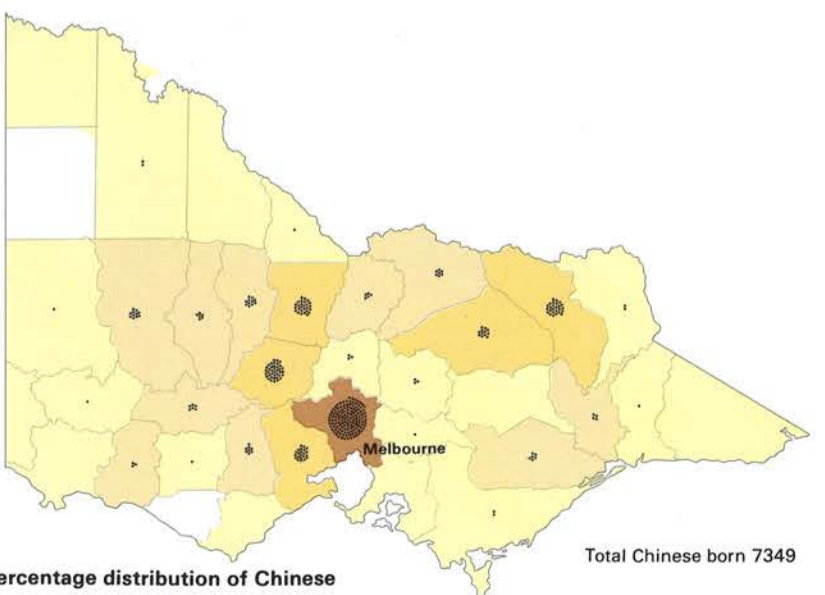 Melbourne
Total Chinese born 7349
ercentage distribution of Chinese